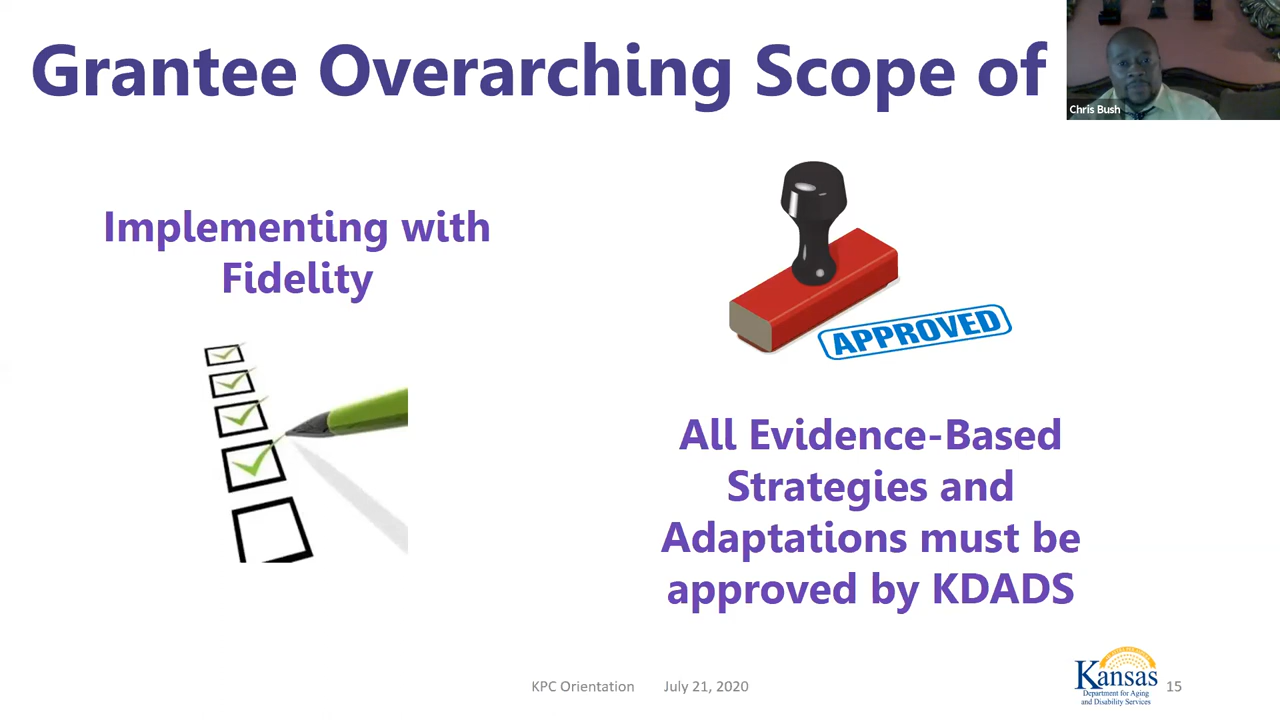 Grantee Overarching Scope of
Chris Bush
Implementing with
Fidelity
APPROVED
All Evidence-Based
Strategies and
Adaptations must be
approved by KDADS
KPC Orientation July 21, 2020
Kansas
Department for Aging
and Disability Services
15